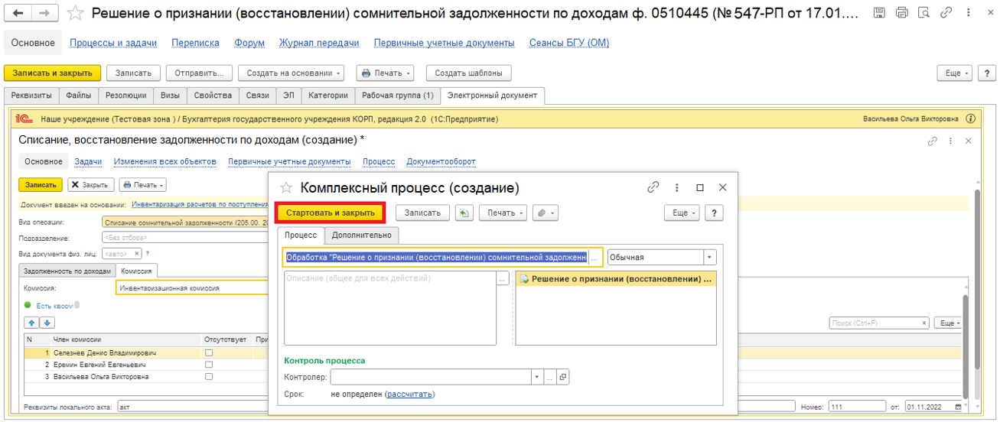 Решение о признании (восстановлении) сомнительной задолженности по доходам ф. 0510445 (№ 547-РП от 17.01....
Основное Процессы и задачи Переписка Форум Журнал передачи Первичные учетные документы Сеансы БГУ (ОМ)
Записать и закрыть Записать Отправить... Создать на основании Печать Создать шаблоны Еще ?
Реквизиты Файлы Резолюции Визы Свойства Связи ЭП Категории Рабочая группа (1) Электронный документ
1С Наше учреждение (Тестовая зона ) / Бухгалтерия государственного учреждения КОРП, редакция 2.0 (1С:Предприятие) Васильева Ольга Викторовна
Списание, восстановление задолженности по доходам (создание) *
Основное Задачи Изменения всех объектов Первичные учетные документы Процесс Документооборот
Записать Закрыть Печать
Документ введен на основании: Инвентаризация расчетов по поступления
Вид операции: Списание сомнительной задолженности (205.00, 20
Подразделение: <Без отбора>
Вид документа физ. лиц: <авто> × ?
Задолженность по доходам Комиссия
Комиссия: Инвентаризационная комиссия
Есть кворум
Поиск (Ctrl+F) × Еще
N Член комиссии Отсутствует При
1 Селезнев Денис Владимирович
2 Еремин Евгений Евгеньевич
3 Васильева Ольга Викторовна
Реквизиты локального акта: акт Номер: 111 от: 01.11.2022
Комплексный процесс (создание)
Стартовать и закрыть Записать Печать Еще ?
Процесс Дополнительно
Обработка "Решение о признании (восстановлении) сомнительной задолженн ... Обычная
Описание (общее для всех действий) ... Решение о признании (восстановлении) ...
Контроль процесса
Контролер: ...
Срок: не определен (рассчитать)